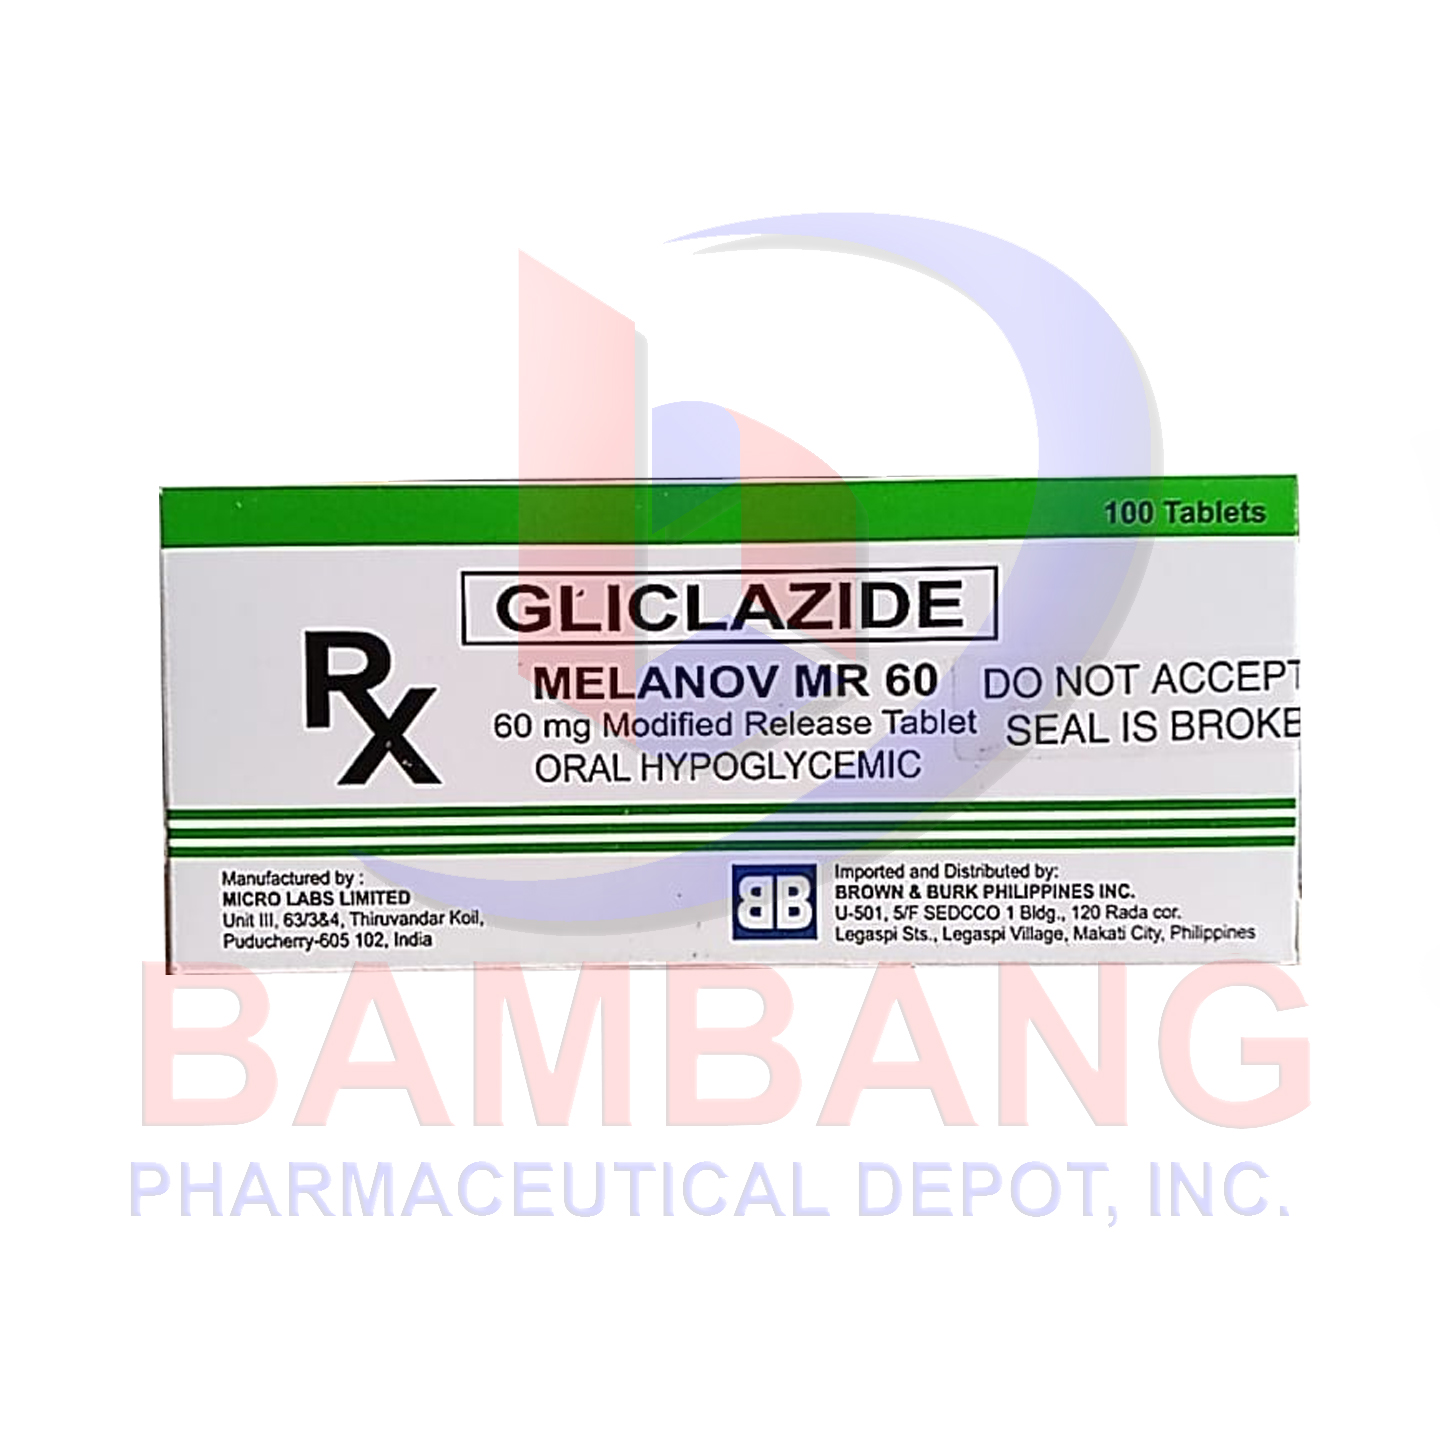 100 Tablets
GLICLAZIDE
Rx
MELANOV MR 60
60 mg Modified Release Tablet
ORAL HYPOGLYCEMIC
DO NOT ACCEPT
SEAL IS BROKE
Manufactured by :
MICRO LABS LIMITED
Unit III, 63/3&4, Thiruvandar Koil,
Puducherry-605 102, India
BB
Imported and Distributed by:
BROWN & BURK PHILIPPINES INC.
U-501, 5/F SEDCCO 1 Bldg., 120 Rada cor.
Legaspi Sts., Legaspi Village, Makati City, Philippines
BAMBANG
PHARMACEUTICAL DEPOT, INC.